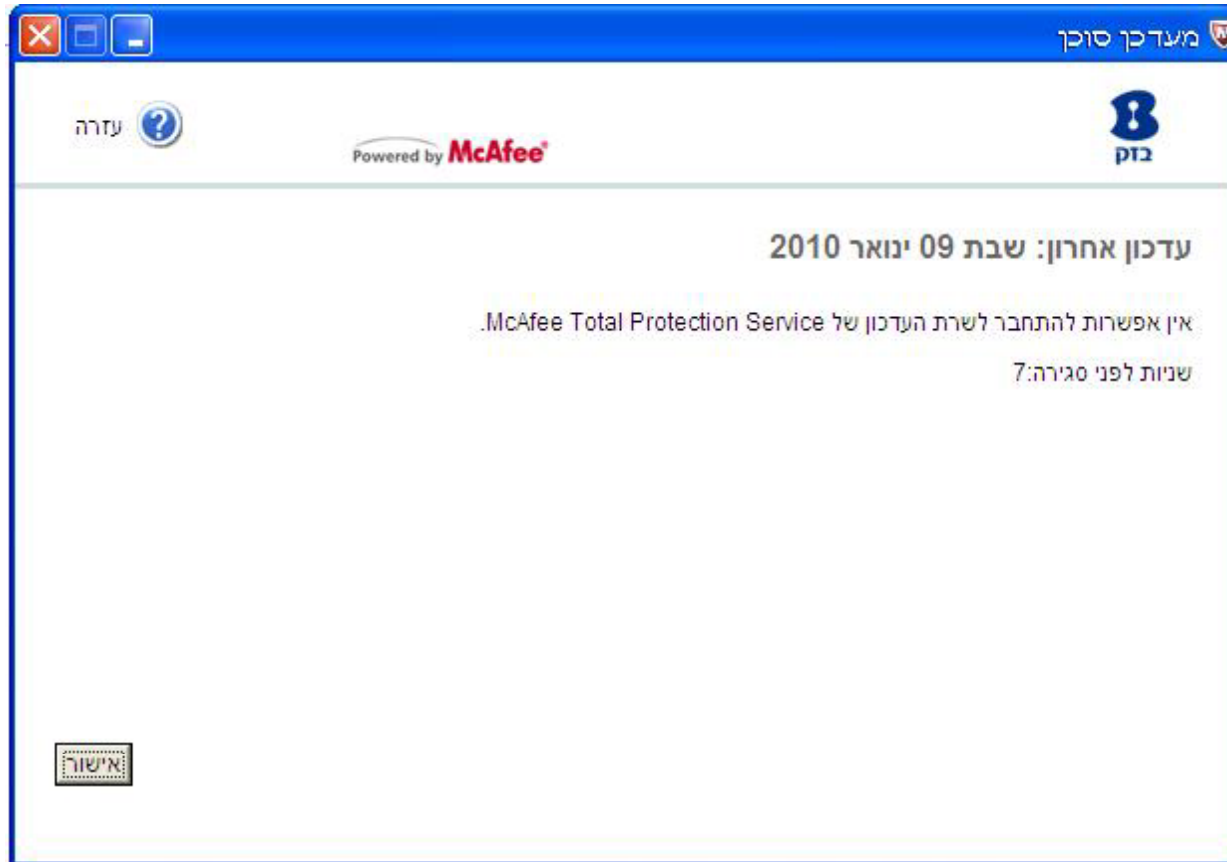 מעדכן סוכן
בזק
Powered by McAfee
עזרה
עדכון אחרון: שבת 09 ינואר 2010
אין אפשרות להתחבר לשרת העדכון של McAfee Total Protection Service.
שניות לפני סגירה:7
אישור